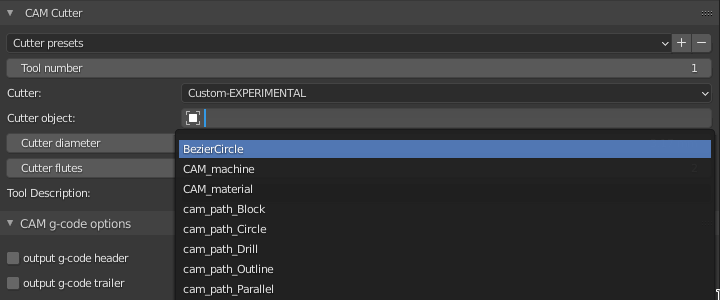 CAM Cutter
Cutter presets
Tool number 1
Cutter: Custom-EXPERIMENTAL
Cutter object:
Cutter diameter
BezierCircle
Cutter flutes
CAM_machine
Tool Description:
CAM_material
cam_path_Block
CAM g-code options
cam_path_Circle
cam_path_Drill
output g-code header
cam_path_Outline
output g-code trailer
cam_path_Parallel